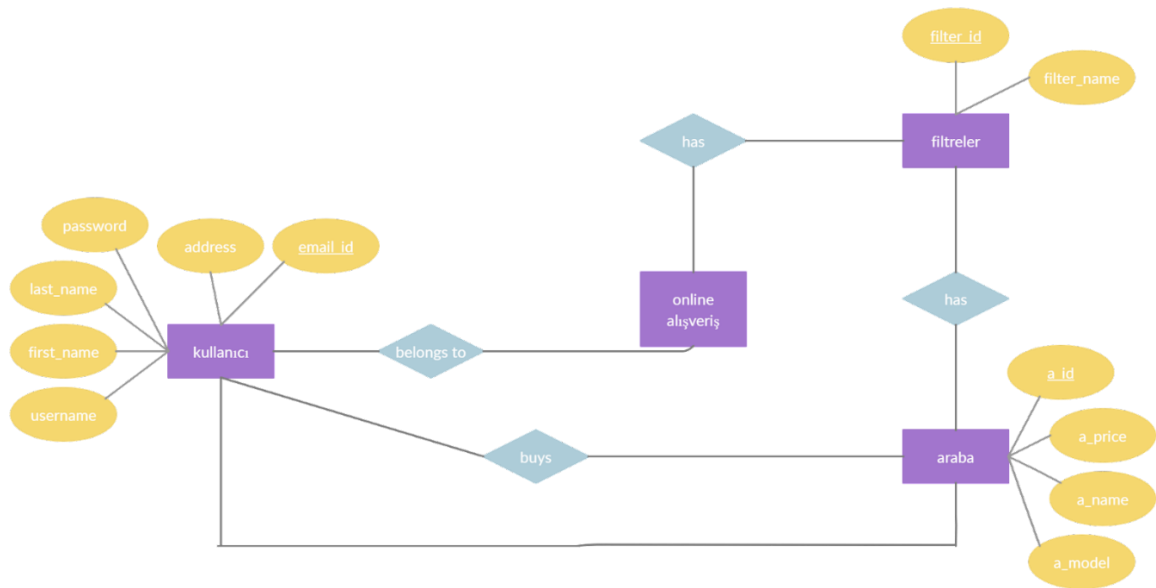 filter_id
filter_name
has
filtreler
password
address
email_id
last_name
online
alışveriş
has
kullanıcı
belongs to
first_name
a_id
username
a_price
buys
araba
a_name
a_model